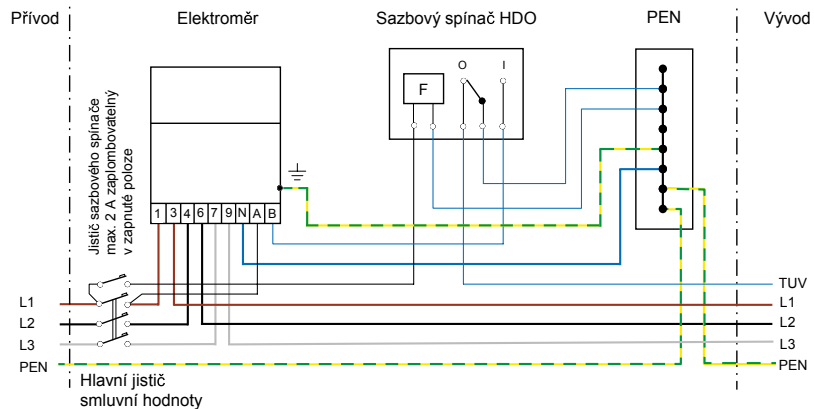 Přívod
Elektroměr
Sazbový spínač HDO
PEN
Vývod
O
I
F
Jistič sazbového spínače
max. 2 A zaplombovatelný
v zapnuté poloze
1 3 4 6 7 9 N A B
TUV
L1
L1
L2
L2
L3
L3
PEN
PEN
Hlavní jistič
smluvní hodnoty